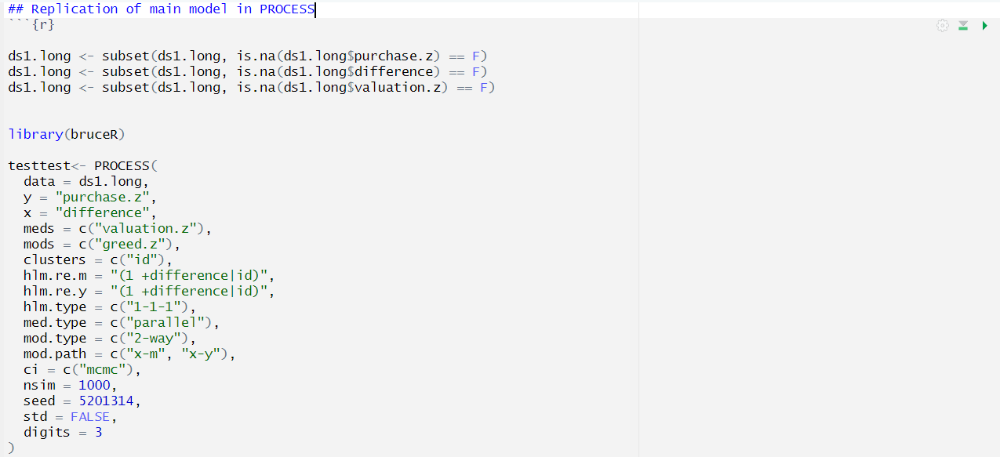 ## Replication of main model in PROCESS
```{r}
ds1.long <- subset(ds1.long, is.na(ds1.long$purchase.z) == F)
ds1.long <- subset(ds1.long, is.na(ds1.long$difference) == F)
ds1.long <- subset(ds1.long, is.na(ds1.long$valuation.z) == F)
library(bruceR)
testtest<- PROCESS(
  data = ds1.long,
  y = "purchase.z",
  x = "difference",
  meds = c("valuation.z"),
  mods = c("greed.z"),
  clusters = c("id"),
  hlm.re.m = "(1 +difference|id)",
  hlm.re.y = "(1 +difference|id)",
  hlm.type = c("1-1-1"),
  med.type = c("parallel"),
  mod.type = c("2-way"),
  mod.path = c("x-m", "x-y"),
  ci = c("mcmc"),
  nsim = 1000,
  seed = 5201314,
  std = FALSE,
  digits = 3
)